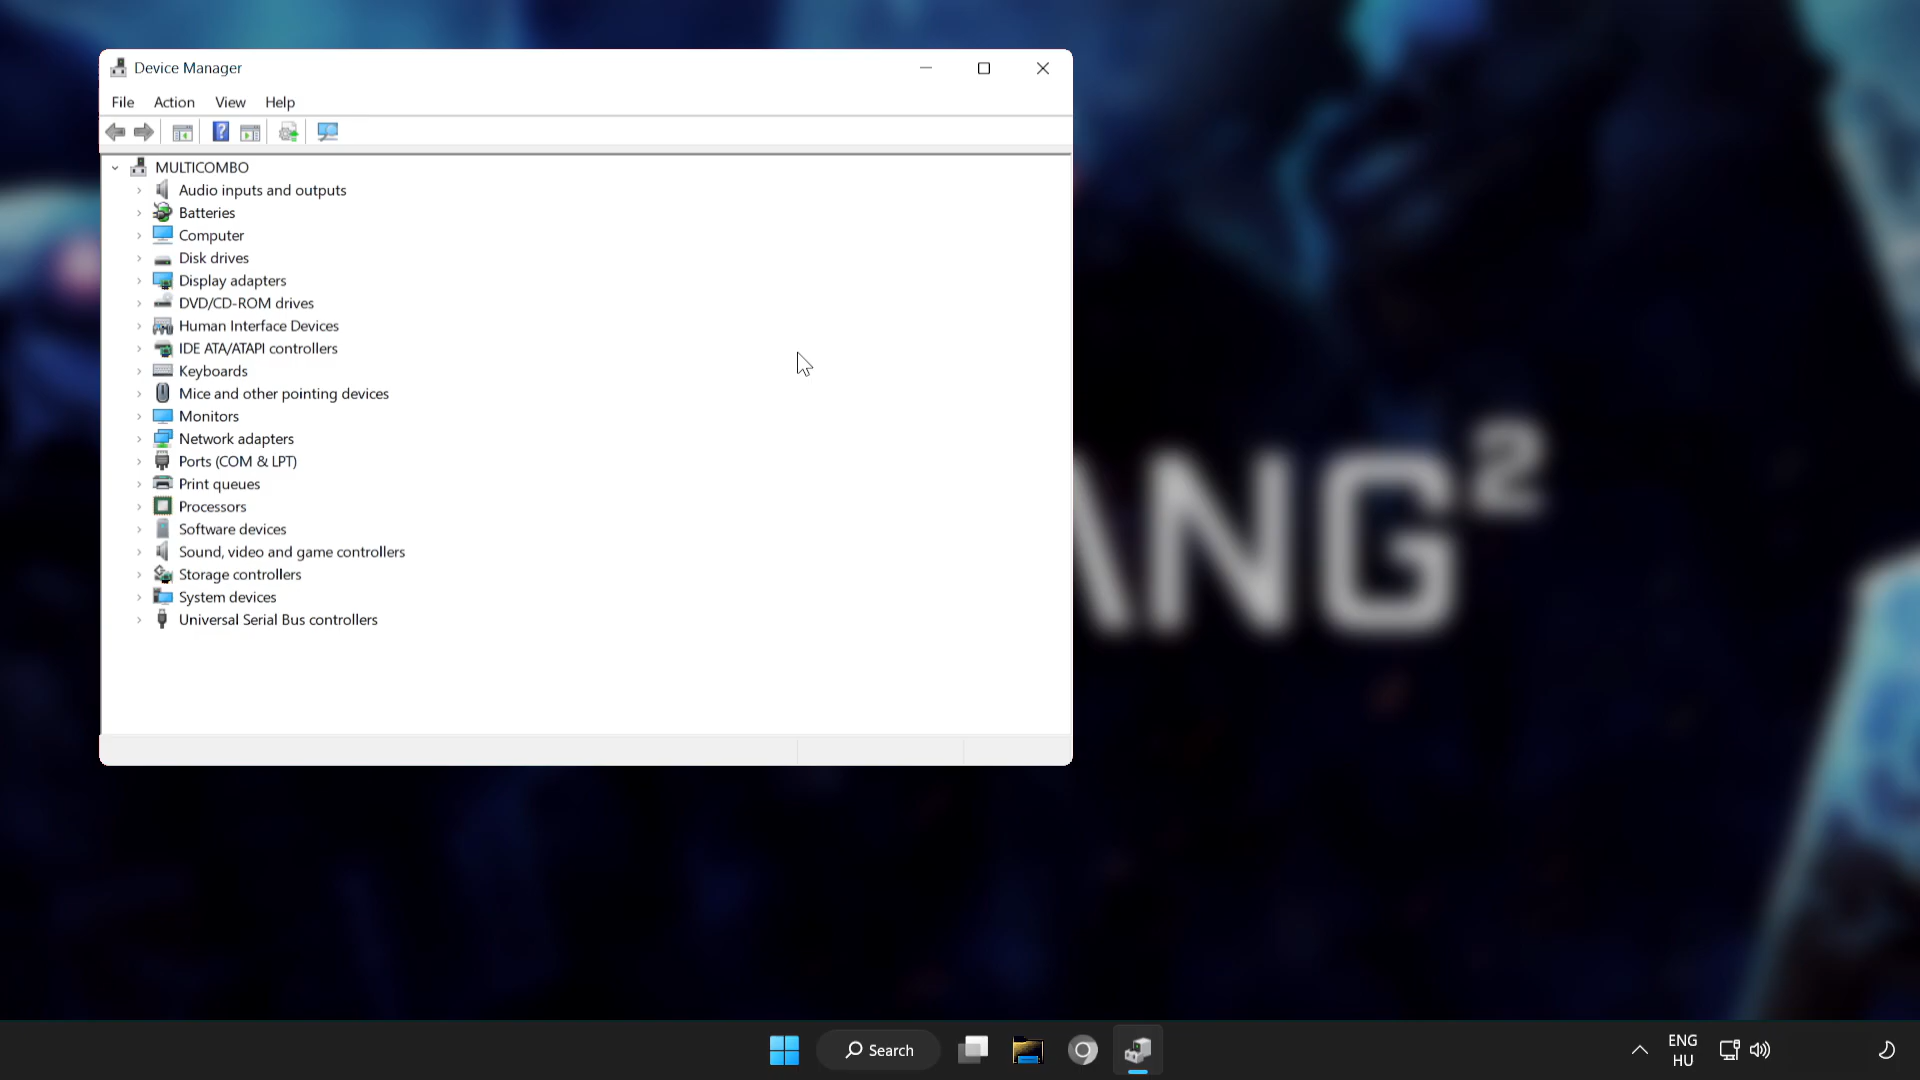 Device Manager
File Action View Help
MULTICOMBO
Audio inputs and outputs
Batteries
Computer
Disk drives
Display adapters
DVD/CD-ROM drives
Human Interface Devices
IDE ATA/ATAPI controllers
Keyboards
Mice and other pointing devices
Monitors
Network adapters
Ports (COM & LPT)
Print queues
Processors
Software devices
Sound, video and game controllers
Storage controllers
System devices
Universal Serial Bus controllers
ANG²
Search
ENG
HU